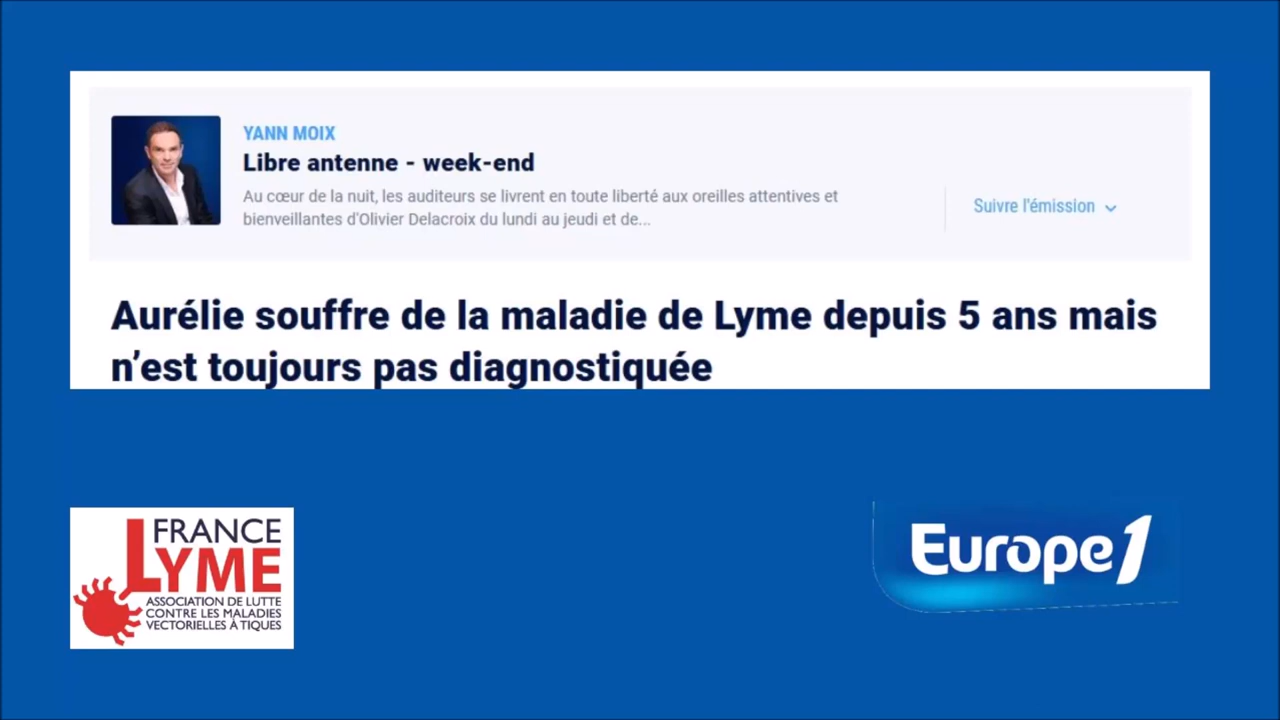 YANN MOIX
Libre antenne - week-end
Au cœur de la nuit, les auditeurs se livrent en toute liberté aux oreilles attentives et
bienveillantes d'Olivier Delacroix du lundi au jeudi et de...
Suivre l'émission
Aurélie souffre de la maladie de Lyme depuis 5 ans mais
n’est toujours pas diagnostiquée
FRANCE
LYME
ASSOCIATION DE LUTTE
CONTRE LES MALADIES
VECTORIELLES À TIQUES
Europe 1